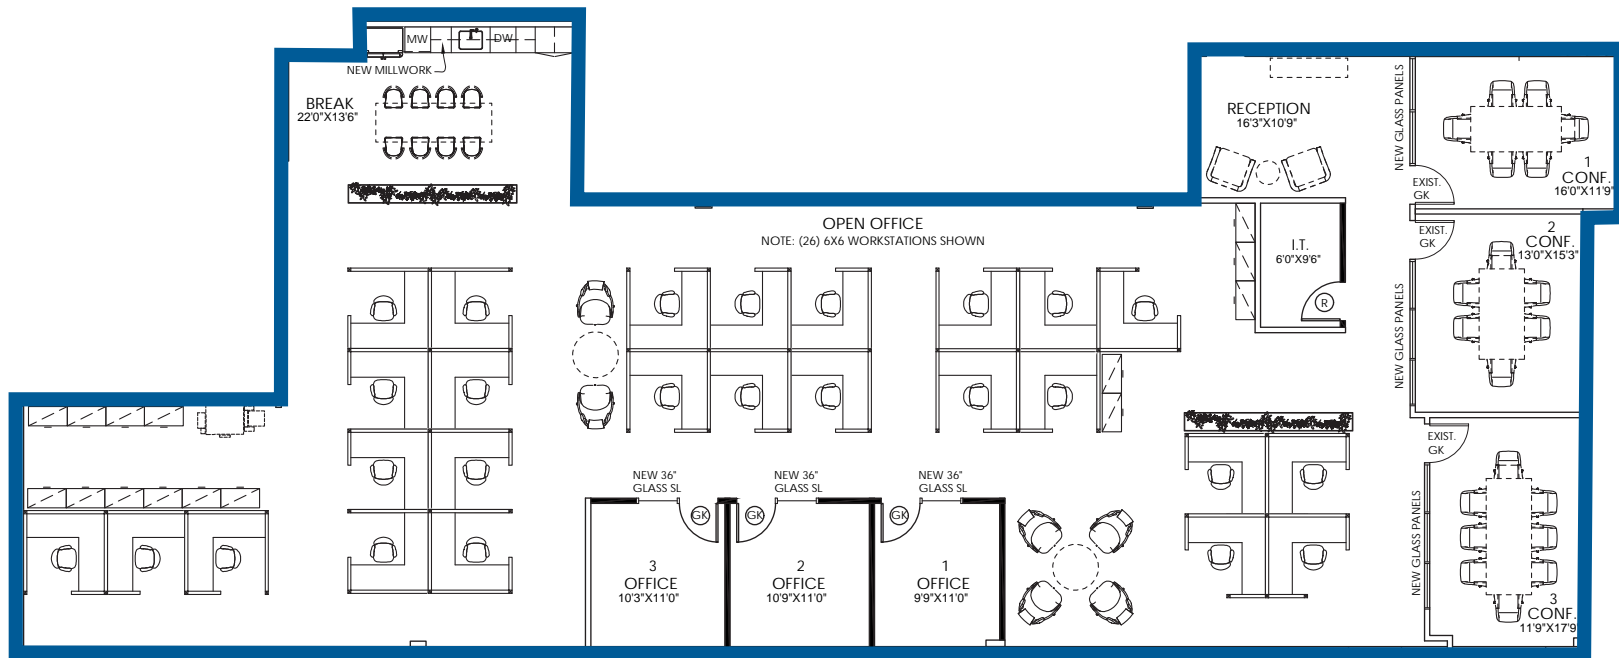 MW
DW
NEW MILLWORK
BREAK
22'0"X13'6"
RECEPTION
16'3"X10'9"
NEW GLASS PANELS
1
CONF.
16'0"X11'9"
EXIST.
GK
OPEN OFFICE
NOTE: (26) 6X6 WORKSTATIONS SHOWN
I.T.
6'0"X9'6"
R
EXIST.
GK
2
CONF.
13'0"X15'3"
NEW GLASS PANELS
EXIST.
GK
NEW 36"
GLASS SL
NEW 36"
GLASS SL
NEW 36"
GLASS SL
GK
GK
GK
3
OFFICE
10'3"X11'0"
2
OFFICE
10'9"X11'0"
1
OFFICE
9'9"X11'0"
NEW GLASS PANELS
3
CONF.
11'9"X17'9"